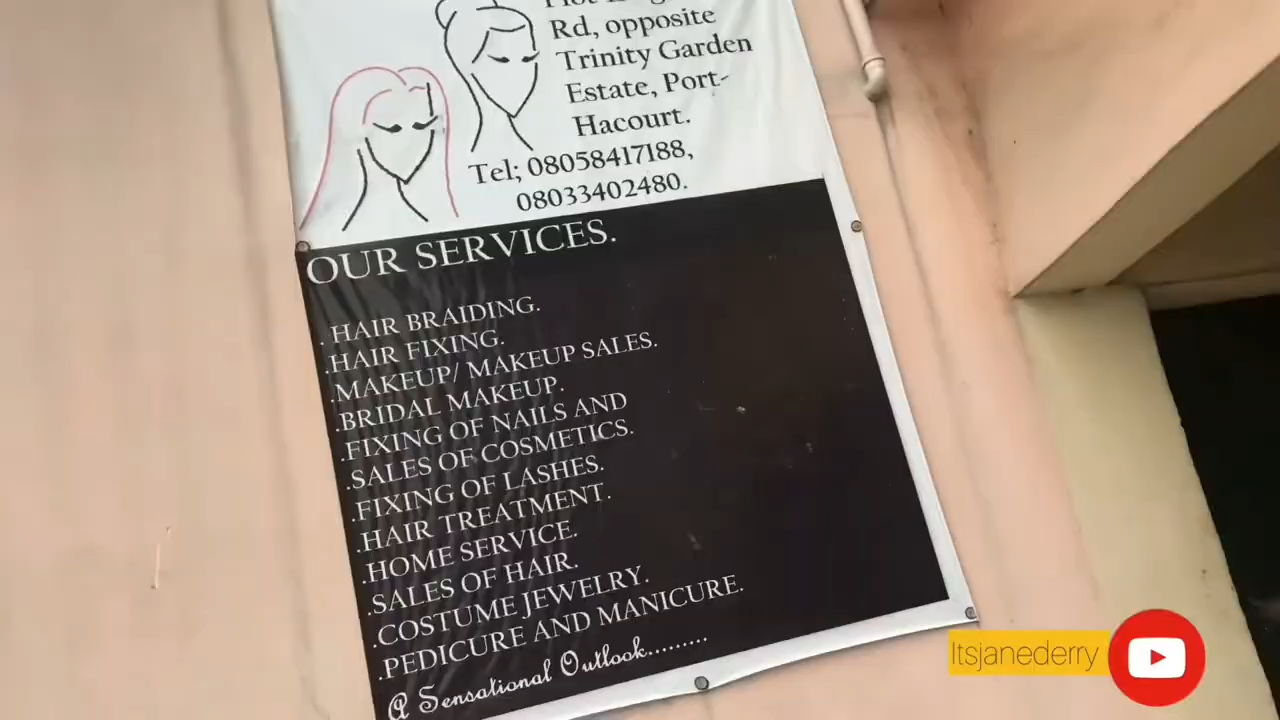 Rd, opposite
Trinity Garden
Estate, Port-
Hacourt.
Tel; 08058417188,
08033402480.
OUR SERVICES.
. HAIR BRAIDING.
.HAIR FIXING.
.MAKEUP/ MAKEUP SALES.
.BRIDAL MAKEUP.
.FIXING OF NAILS AND
.SALES OF COSMETICS.
.FIXING OF LASHES.
.HAIR TREATMENT.
.HOME SERVICE.
.SALES OF HAIR.
.COSTUME JEWELRY.
.PEDICURE AND MANICURE.
A Sensational Outlook.........
Itsjanederry